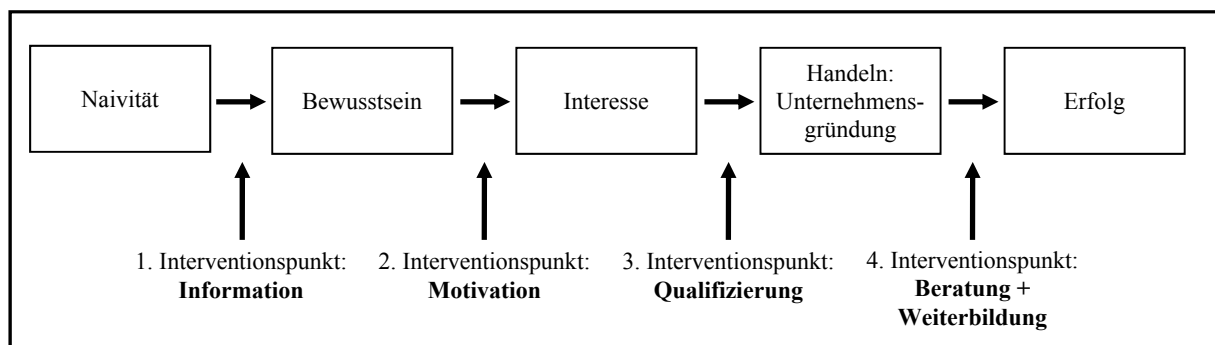 Naivität
Bewusstsein
Interesse
Handeln:
Unternehmens-
gründung
Erfolg
1. Interventionspunkt:
Information
2. Interventionspunkt:
Motivation
3. Interventionspunkt:
Qualifizierung
4. Interventionspunkt:
Beratung +
Weiterbildung